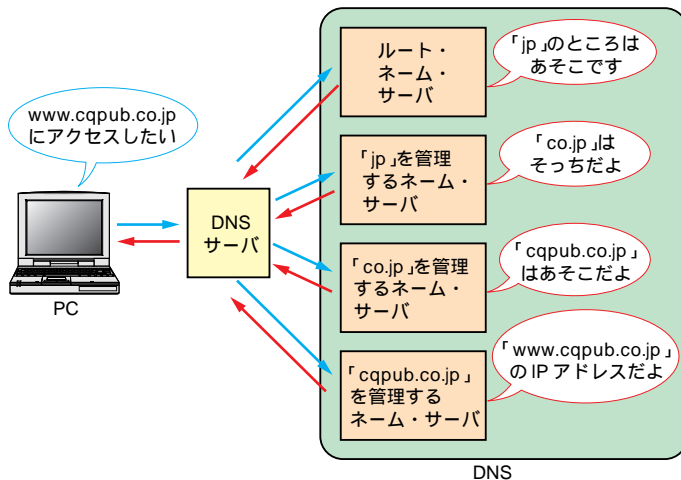 www.cqpub.co.jp
にアクセスしたい
PC
DNS
サーバ
ルート・
ネーム・
サーバ
「jp」のところは
あそこです
「jp」を管理
するネーム・
サーバ
「co.jp」は
そっちだよ
「co.jp」を管理
するネーム・
サーバ
「cqpub.co.jp」
はあそこだよ
「cqpub.co.jp」
を管理する
ネーム・サーバ
「www.cqpub.co.jp」
のIPアドレスだよ
DNS